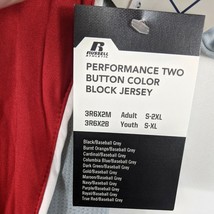 R
RUSSELL
ATHLETIC
PERFORMANCE TWO
BUTTON COLOR
BLOCK JERSEY
3R6X2M Adult S-2XL
3R6X2B Youth S-XL
Black/Baseball Grey
Burnt Orange/Baseball Grey
Cardinal/Baseball Grey
Columbia Blue/Baseball Grey
Dark Green/Baseball Grey
Gold/Baseball Grey
Maroon/Baseball Grey
Navy/Baseball Grey
Purple/Baseball Grey
Royal/Baseball Grey
True Red/Baseball Grey